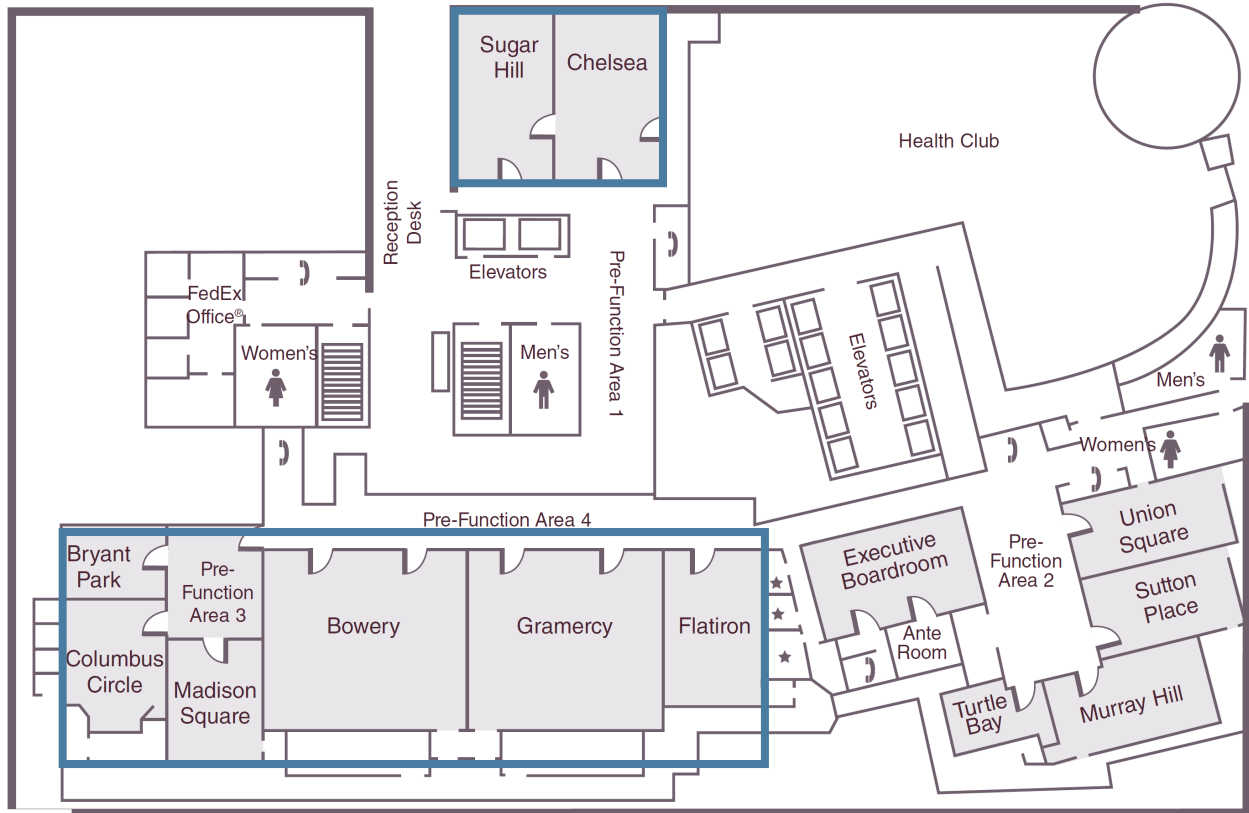 Sugar
Hill
Chelsea
Health Club
Reception
Desk
Elevators
Pre-Function Area 1
FedEx
Office®
Women's
Men's
Elevators
Men's
Women's
Pre-Function Area 4
Bryant
Park
Pre-
Function
Area 3
Columbus
Circle
Madison
Square
Bowery
Gramercy
Flatiron
Executive
Boardroom
Ante
Room
Pre-
Function
Area 2
Union
Square
Sutton
Place
Turtle
Bay
Murray Hill